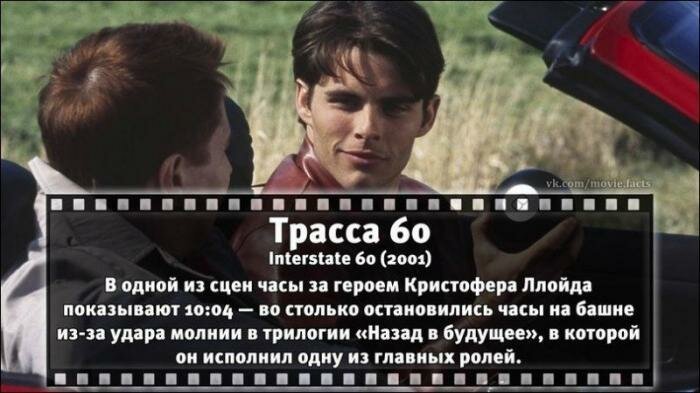 vk.com/movie.facts
Трасса 60
Interstate 60 (2001)
В одной из сцен часы за героем Кристофера Ллойда
показывают 10:04 — во столько остановились часы на башне
из-за удара молнии в трилогии «Назад в будущее», в которой
он исполнил одну из главных ролей.